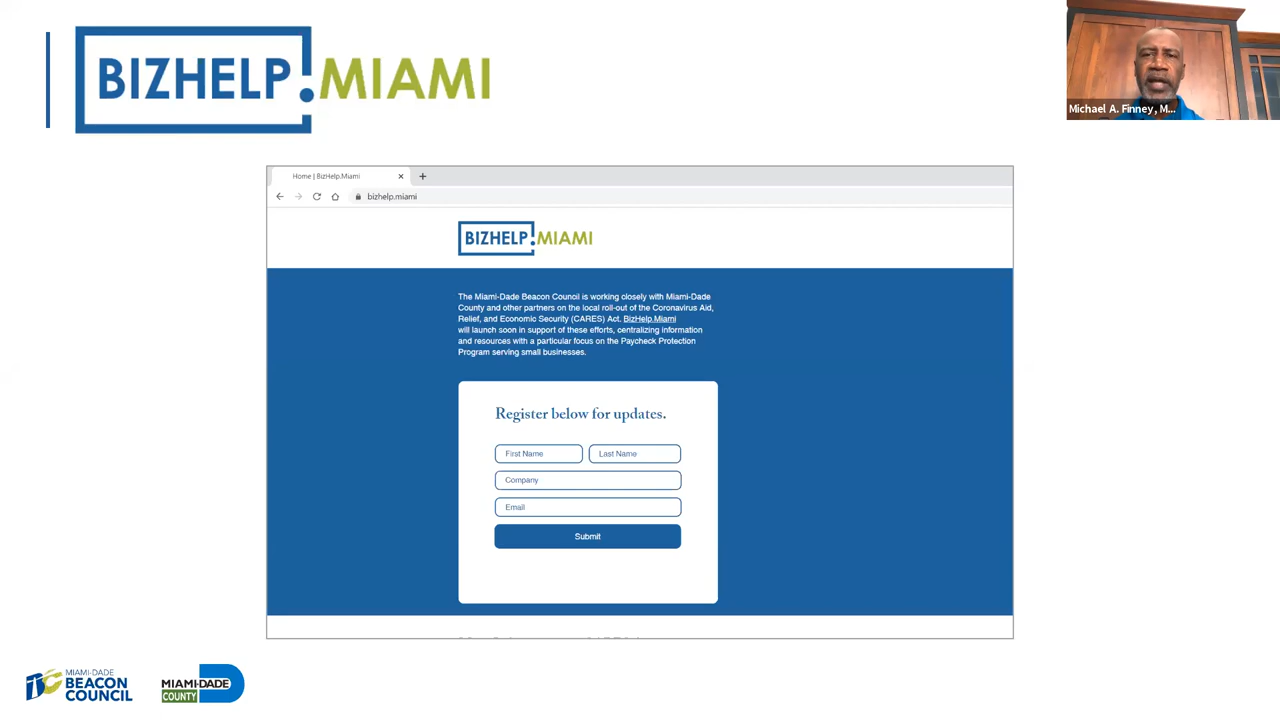 BIZHELP.MIAMI
Michael A. Finney, M...
Home | BizHelp.Miami
bizhelp.miami
BIZHELP.MIAMI
The Miami-Dade Beacon Council is working closely with Miami-Dade
County and other partners on the local roll-out of the Coronavirus Aid,
Relief, and Economic Security (CARES) Act. BizHelp.Miami
will launch soon in support of these efforts, centralizing information
and resources with a particular focus on the Paycheck Protection
Program serving small businesses.
Register below for updates.
First Name
Last Name
Company
Email
Submit
MIAMI-DADE
BEACON
COUNCIL
MIAMI-DADE
COUNTY